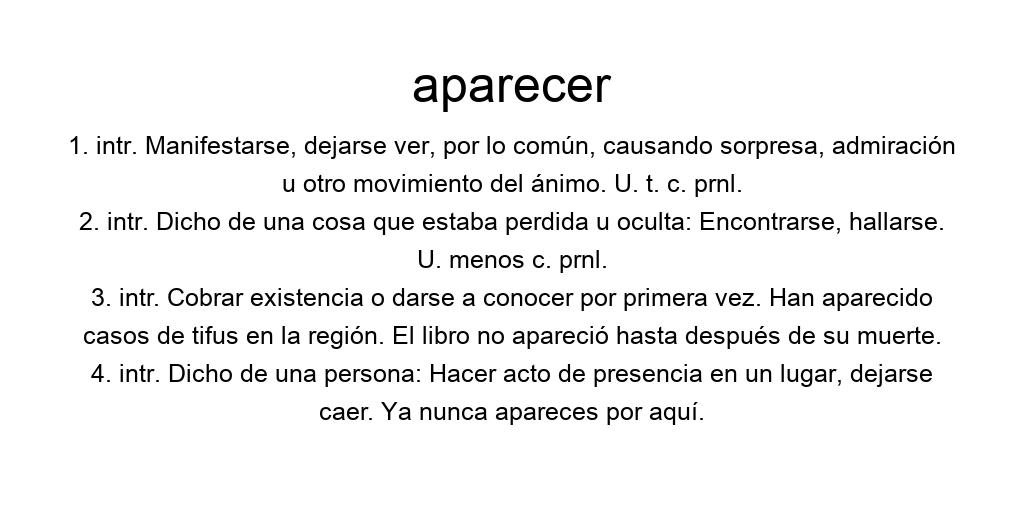 aparecer
1. intr. Manifestarse, dejarse ver, por lo común, causando sorpresa, admiración
u otro movimiento del ánimo. U. t. c. prnl.
2. intr. Dicho de una cosa que estaba perdida u oculta: Encontrarse, hallarse.
U. menos c. prnl.
3. intr. Cobrar existencia o darse a conocer por primera vez. Han aparecido
casos de tifus en la región. El libro no apareció hasta después de su muerte.
4. intr. Dicho de una persona: Hacer acto de presencia en un lugar, dejarse
caer. Ya nunca apareces por aquí.